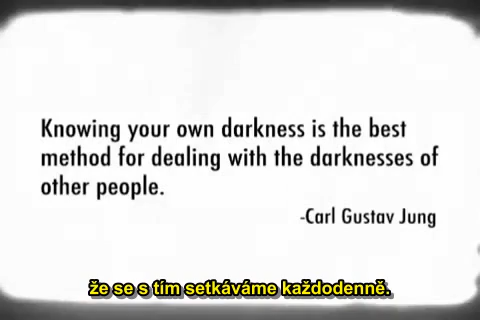 Knowing your own darkness is the best
method for dealing with the darknesses of
other people.
-Carl Gustav Jung
že se s tím setkáváme každodenně.